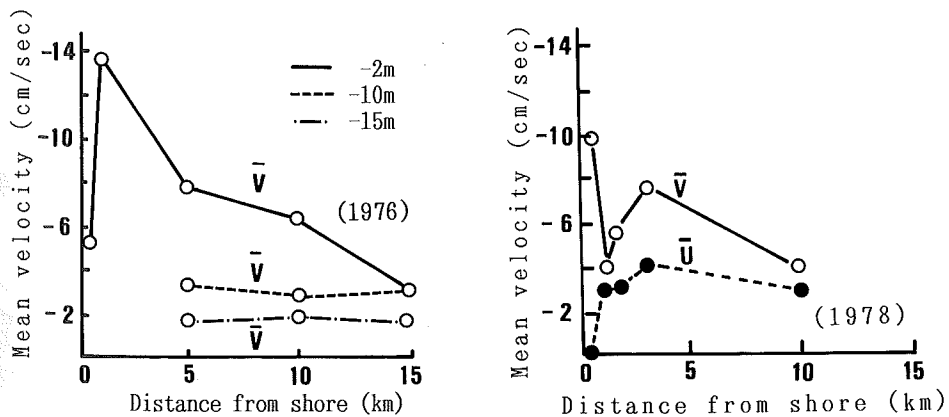 Mean velocity (cm/sec)
-14
-10
-6
-2
0 5 10 15
Distance from shore (km)
-2m
-10m
-15m
V̄
(1976)
V̄
V̄
Mean velocity (cm/sec)
-14
-10
-6
-2
0 5 10 15
Distance from shore (km)
V̄
Ū
(1978)